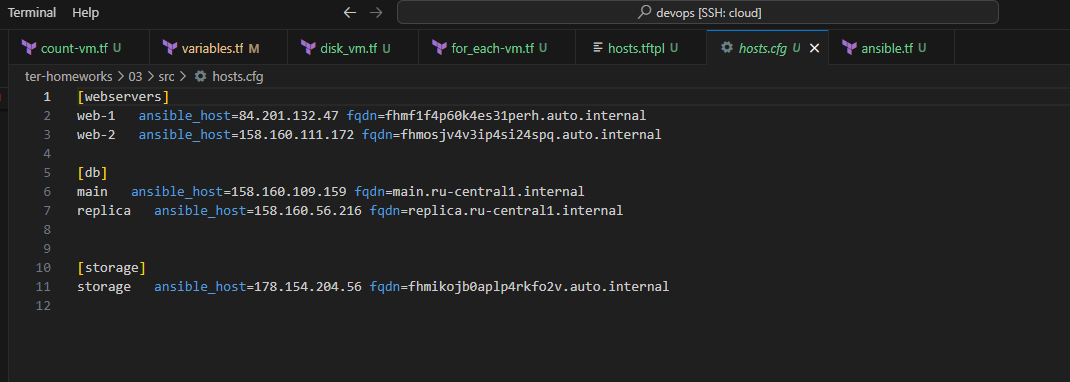 Terminal Help devops [SSH: cloud]
count-vm.tf U variables.tf M disk_vm.tf U for_each-vm.tf U hosts.tftpl U hosts.cfg U ansible.tf U
ter-homeworks > 03 > src > hosts.cfg
1 [webservers]
2 web-1 ansible_host=84.201.132.47 fqdn=fhmf1f4p60k4es31perh.auto.internal
3 web-2 ansible_host=158.160.111.172 fqdn=fhmosjv4v3ip4si24spq.auto.internal
4
5 [db]
6 main ansible_host=158.160.109.159 fqdn=main.ru-central1.internal
7 replica ansible_host=158.160.56.216 fqdn=replica.ru-central1.internal
8
9
10 [storage]
11 storage ansible_host=178.154.204.56 fqdn=fhmikojb0aplp4rkfo2v.auto.internal
12